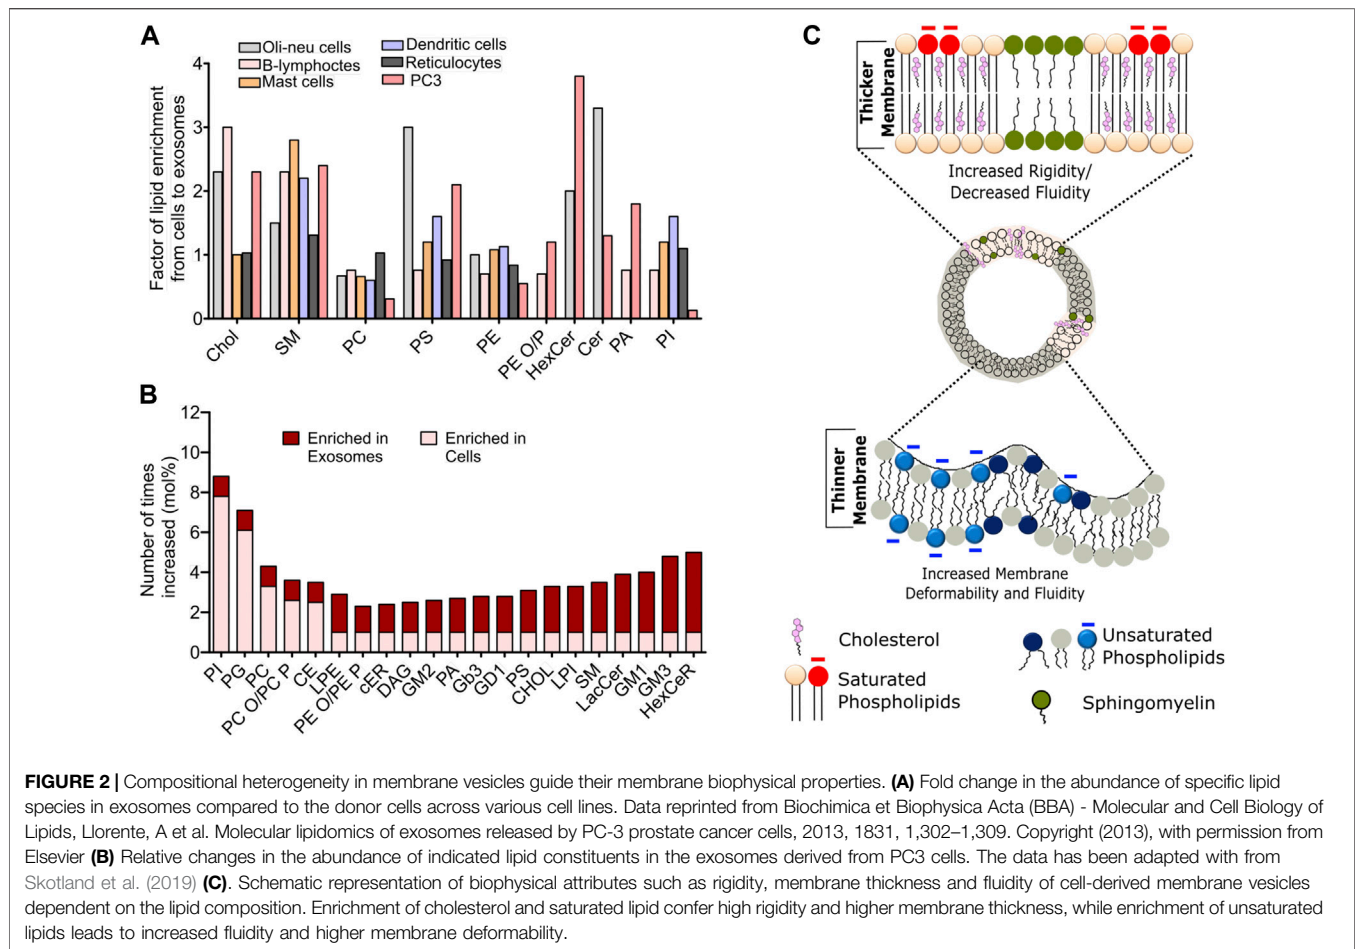 A
Oli-neu cells
B-lymphoctes
Mast cells
Dendritic cells
Reticulocytes
PC3
Factor of lipid enrichment
from cells to exosomes
4
3
2
1
0
Chol
SM
PC
PS
PE
PE O/P
HexCer
Cer
PA
PI
B
Enriched in
Exosomes
Enriched in
Cells
Number of times
increased (mol%)
12
10
8
6
4
2
0
PI
PG
PC
PC O/PC P
CE
LPE
PE O/PE P
cER
DAG
GM2
PA
Gb3
GD1
PS
CHOL
LPI
SM
LacCer
GM1
GM3
HexCeR
C
Thicker
Membrane
Increased Rigidity/
Decreased Fluidity
Thinner
Membrane
Increased Membrane
Deformability and Fluidity
Cholesterol
Saturated
Phospholipids
Unsaturated
Phospholipids
Sphingomyelin
FIGURE 2 | Compositional heterogeneity in membrane vesicles guide their membrane biophysical properties. (A) Fold change in the abundance of specific lipid
species in exosomes compared to the donor cells across various cell lines. Data reprinted from Biochimica et Biophysica Acta (BBA) - Molecular and Cell Biology of
Lipids, Llorente, A et al. Molecular lipidomics of exosomes released by PC-3 prostate cancer cells, 2013, 1831, 1,302–1,309. Copyright (2013), with permission from
Elsevier (B) Relative changes in the abundance of indicated lipid constituents in the exosomes derived from PC3 cells. The data has been adapted with from
Skotland et al. (2019) (C). Schematic representation of biophysical attributes such as rigidity, membrane thickness and fluidity of cell-derived membrane vesicles
dependent on the lipid composition. Enrichment of cholesterol and saturated lipid confer high rigidity and higher membrane thickness, while enrichment of unsaturated
lipids leads to increased fluidity and higher membrane deformability.